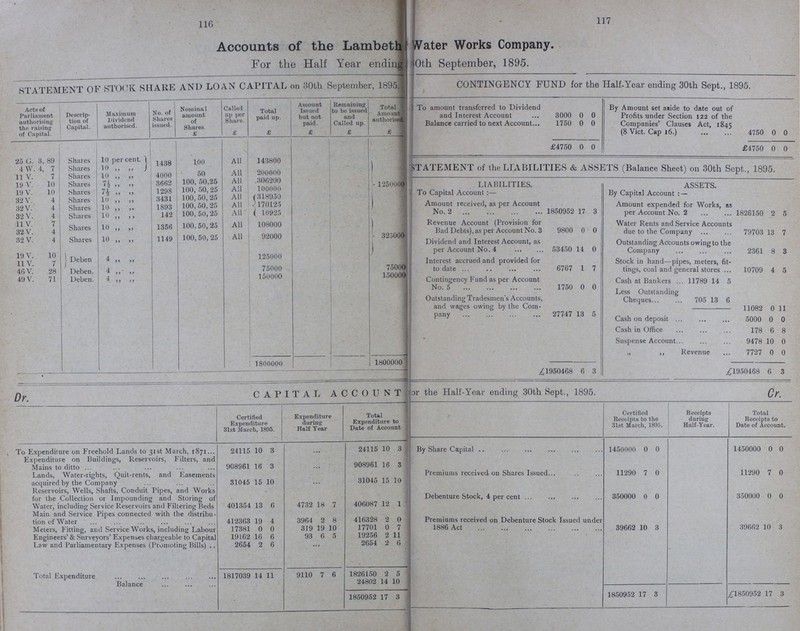 116
117
Accounts of the Lambeth Water Works Company.
For the Half Year ending 30th September, 1895.
STATEMENT OF STOCK SHARE AND LOAN CAPITAL on 30th September, 1895.
Acts of Parliament authorising the raising of Capital. Descrip- tion of Capital. Maximum Dividend authorised. No. of Shares issued. Nominal amount of Shares £ Called up per Share £ Total paid up. £ Amount Issued but not paid. £ Remaining to be issued and Called up. £ Total Amount authorised £
25 G. 3, 89 Shares 10 per cent. 1438 100 All 143800
4 W. 4, 7 Shares 10 ,, ,,
11 V. 7 Shares 10 ,, ,, 4000 50 All 200000
19 V 10 Shares 7½ ,, ,, 3662 100, 50,25 All 306200 1250000
19 V. 10 Shares 7½ ,, ,, 1298 100, 50, 25 All 100000
32 V. 4 Shares 10 ,, ,, 3431 100, 50, 25 All 318950
32 V. 4 Shares 10 ,, ,, 1893 100, 50, 25 All 170125
32 V. 4 Shares 10 ,, ,, 142 100, 50, 25 All 10925
11 V. 7 Shares 10 ,, ,, 1356 100, 50, 25 All 108000
32 V. 4
32 V. 4 Shares 10 ,, ,, 1149 100, 50, 25 All 92000 325000
19 V. 10 Deben 4 ,, ,, 125000
11 V. 7
46 V. 28 Deben. 4 ,, ,, 75000 75000
49 V. 71 Deben. 4 ,, ,, 150000 150000
1800000 1800000
CONTINGENCY FUND for the Half-Year ending 30th Sept., 1895.
To amount transferred to Dividend and Interest Account ... 3000 0 0
Balance carried to next Account... 1750 0 0
£4750 0 0
By Amount set aside to date out of Profits under Section 122 of the Companies' Clauses Act, 1845 (8 Vict. Cap 16.) ... ... 4750 0 0
£4750 0 0
STATEMENT of the LIABILITIES & ASSETS (Balance Sheet) on 30th Sept., 1895.
LIABILITIES.
To Capital Account :—
Amount received, as per Account No. 2 ... 1850952 17 3
Revenue Account (Provision for Bad Debts), as per Account No. 3 9800 0 0
Dividend and Interest Account, as per Account No. 4 ... 53450 14 0
Interest accrued and provided for to date ... 6767 1 7
Contingency Fund as per Account No. 5 ... 1750 0 0
Outstanding Tradesmen's Accounts, and wages owing by the Com- pany ... 27747 13 5
£1950468 6 3
ASSETS.
By Capital Account :—
Amount expended for Works, as per Account No. 2 ... 1826150 2 5
Water Rents and Service Accounts due to the Company ... 79703 13 7
Outstanding Accounts owing to the Company ... 2361 8 3
Stock in hand—pipes, meters, fit- tings, coal and general stores ... 10709 4 5
Cash at Bankers ... 11789 14 5
Less Outstanding Cheques... 705 13 6
11082 0 11
Cash on deposit ... 5000 0 0
Cash in Office ... 178 6 8
Suspense Account... 9478 10 0
,, ,, Revenue ... 7727 0 0
£1950468 6 3
Dr. CAPITAL ACCOUNT for the Half-Year ending 30th Sept., 1895. Cr.
Certified Expenditure 31st March, 1895. Expenditure during Half Year Total Expenditure to Date of Account
To Expenditure on Freehold Lands to 31st March, 1871... 24115 10 3 ... 24115 10 3
Expenditure on Buildings, Reservoirs, Filters, and Mains to ditto ... 908961 16 3 ... 908961 16 3
Lands, Water-rights, Quit-rents, and Easements acquired by the Company ... 31045 15 10 ... 31045 15 10
Reservoirs, Wells, Shafts, Conduit Pipes, and Works for the Collection or Impounding and Storing of Water, including Service Reservoirs and Filtering Beds 401354 13 6 4732 18 7 406087 12 1
Main and Service Pipes connected with the distribu- tion of Water ... 412363 19 4 3964 2 8 416328 2 0
Meters, Fitting, and Service Works, including Labour 17381 0 0 319 19 10 17701 0 7
Engineers' & Surveyors' Expenses chargeable to Capital 19162 16 6 93 6 5 19256 2 11
Law and Parliamentary Expenses (Promoting Bills) .. 2654 2 6 ... 2654 2 6
Total Expenditure ... 1817039 14 11 9110 7 6 1826150 2 5
Balance ... 24802 14 10
1850952 17 3
Certified Receipts to the 31st March, 1895. Receipts during Half-Year. Total Receipts to Date of Account.
By Share Capital .. 1450000 0 0 1450000 0 0
Premiums received on Shares Issued... 11290 7 0 11290 7 0
Debenture Stock, 4 per cent ... 350000 0 0 350000 0 0
Premiums received on Debenture Stock Issued under 1886 Act ... 39662 10 3 39662 10 3
1850952 17 3 £1850952 17 3